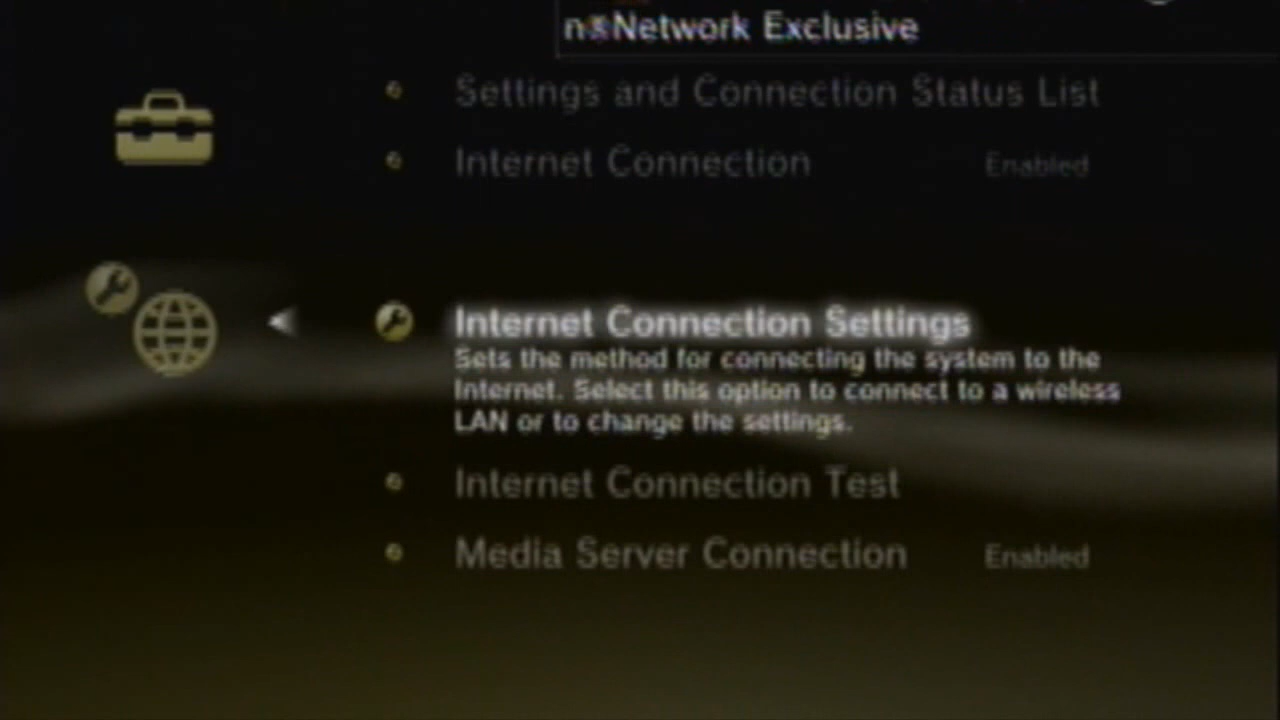 Network Exclusive
Settings and Connection Status List
Internet Connection Enabled
Internet Connection Settings
Sets the method for connecting the system to the
Internet. Select this option to connect to a wireless
LAN or to change the settings.
Internet Connection Test
Media Server Connection Enabled